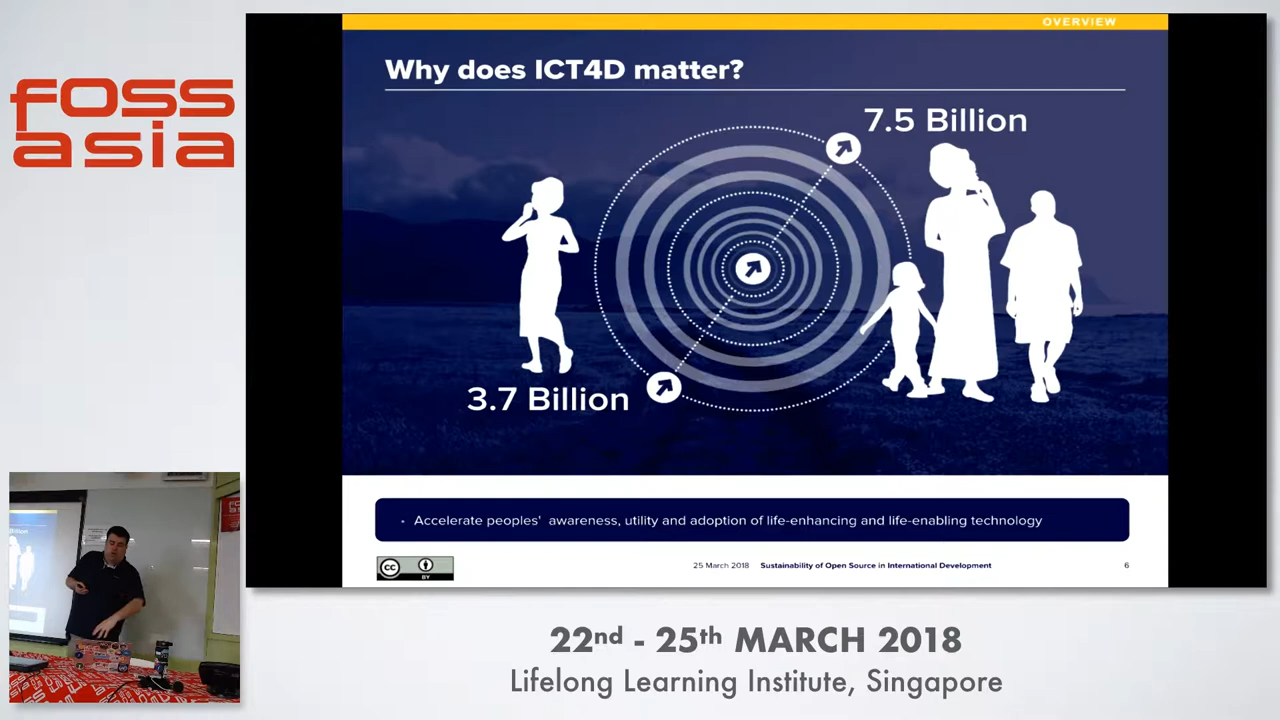 foss
asia
OVERVIEW
Why does ICT4D matter?
7.5 Billion
3.7 Billion
• Accelerate peoples' awareness, utility and adoption of life-enhancing and life-enabling technology
CC BY
25 March 2018 Sustainability of Open Source in International Development 6
22nd - 25th MARCH 2018
Lifelong Learning Institute, Singapore